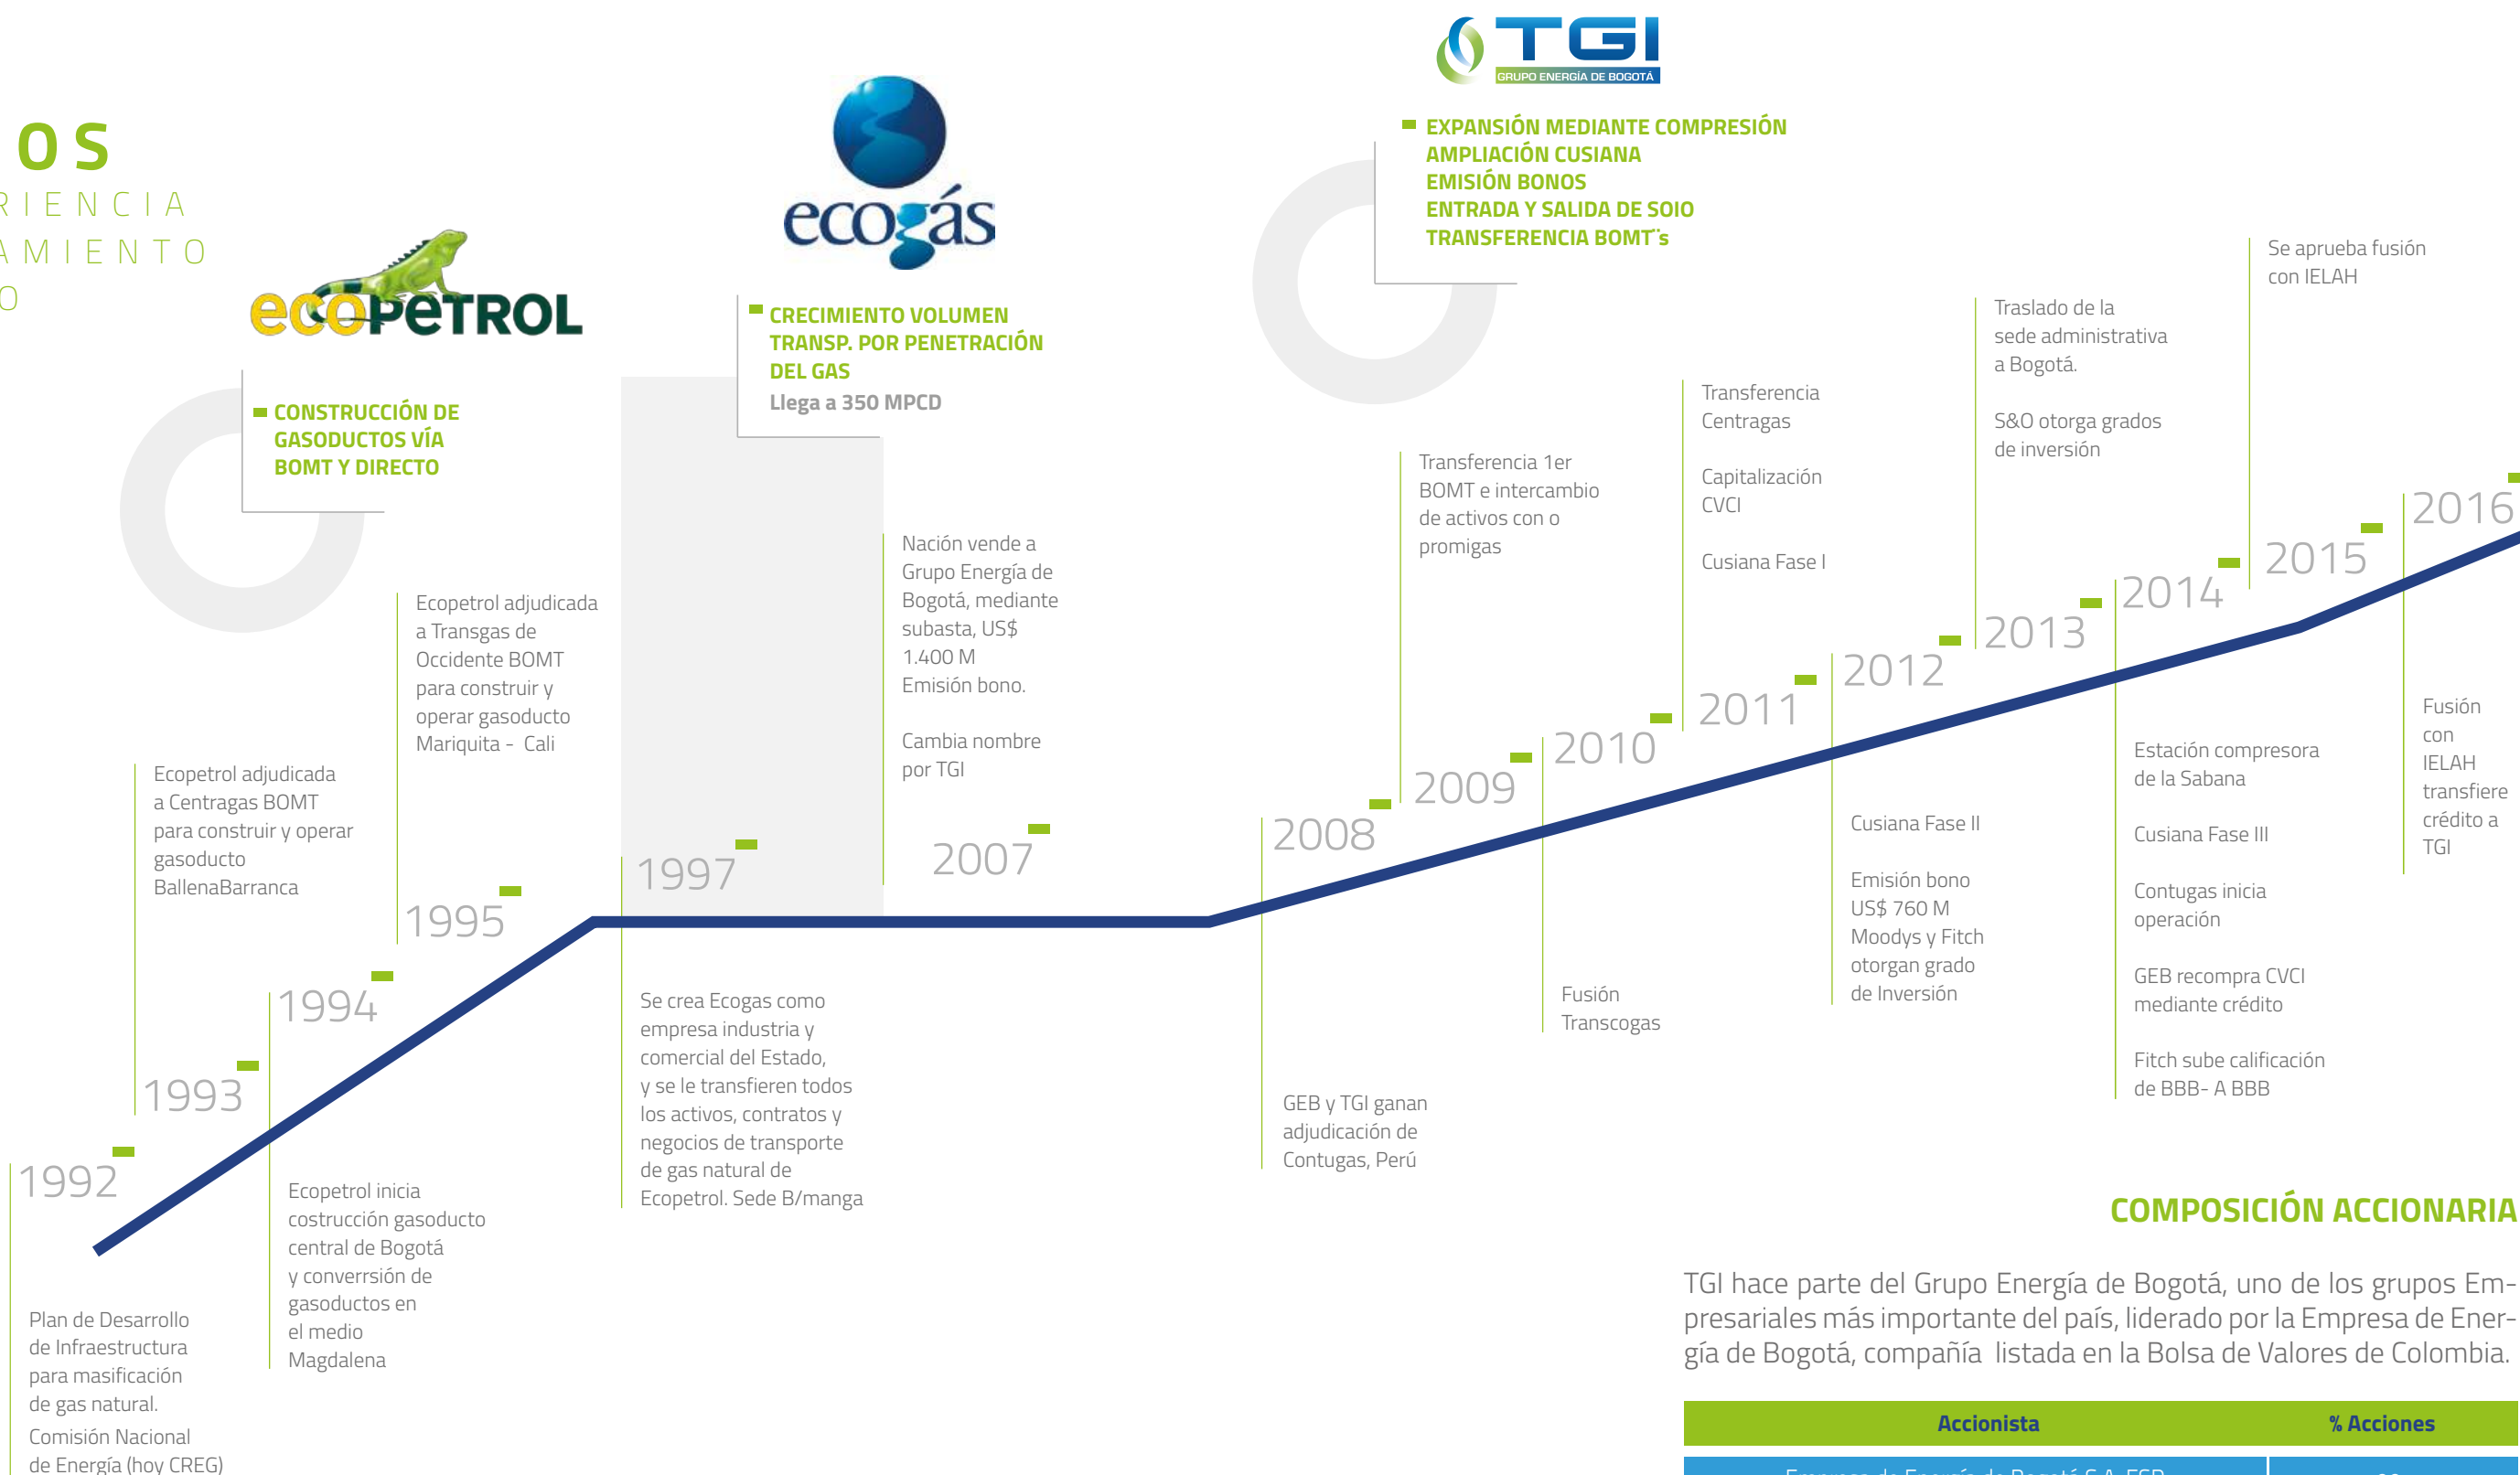 OS
RIENCIA
AMIENTO
O
ecopetrol
CONSTRUCCIÓN DE
GASODUCTOS VÍA
BOMT Y DIRECTO
ecogás
CRECIMIENTO VOLUMEN
TRANSP. POR PENETRACIÓN
DEL GAS
Llega a 350 MPCD
TGI
GRUPO ENERGÍA DE BOGOTÁ
EXPANSIÓN MEDIANTE COMPRESIÓN
AMPLIACIÓN CUSIANA
EMISIÓN BONOS
ENTRADA Y SALIDA DE SOIO
TRANSFERENCIA BOMT¨s
1992
Plan de Desarrollo
de Infraestructura
para masificación
de gas natural.
Comisión Nacional
de Energía (hoy CREG)
1993
Ecopetrol adjudicada
a Centragas BOMT
para construir y operar
gasoducto
BallenaBarranca
1994
Ecopetrol inicia
costrucción gasoducto
central de Bogotá
y converrsión de
gasoductos en
el medio
Magdalena
1995
Ecopetrol adjudicada
a Transgas de
Occidente BOMT
para construir y
operar gasoducto
Mariquita - Cali
1997
Se crea Ecogas como
empresa industria y
comercial del Estado,
y se le transfieren todos
los activos, contratos y
negocios de transporte
de gas natural de
Ecopetrol. Sede B/manga
2007
Nación vende a
Grupo Energía de
Bogotá, mediante
subasta, US$
1.400 M
Emisión bono.
Cambia nombre
por TGI
2008
GEB y TGI ganan
adjudicación de
Contugas, Perú
2009
Transferencia 1er
BOMT e intercambio
de activos con o
promigas
2010
Fusión
Transcogas
2011
Transferencia
Centragas
Capitalización
CVCI
Cusiana Fase I
2012
Cusiana Fase II
Emisión bono
US$ 760 M
Moodys y Fitch
otorgan grado
de Inversión
2013
Traslado de la
sede administrativa
a Bogotá.
S&O otorga grados
de inversión
2014
Estación compresora
de la Sabana
Cusiana Fase III
Contugas inicia
operación
GEB recompra CVCI
mediante crédito
Fitch sube calificación
de BBB- A BBB
2015
Se aprueba fusión
con IELAH
2016
Fusión
con
IELAH
transfiere
crédito a
TGI
COMPOSICIÓN ACCIONARIA
TGI hace parte del Grupo Energía de Bogotá, uno de los grupos Em-
presariales más importante del país, liderado por la Empresa de Ener-
gía de Bogotá, compañía listada en la Bolsa de Valores de Colombia.
Accionista % Acciones
Empresa de Energía de Bogotá S.A. ESP